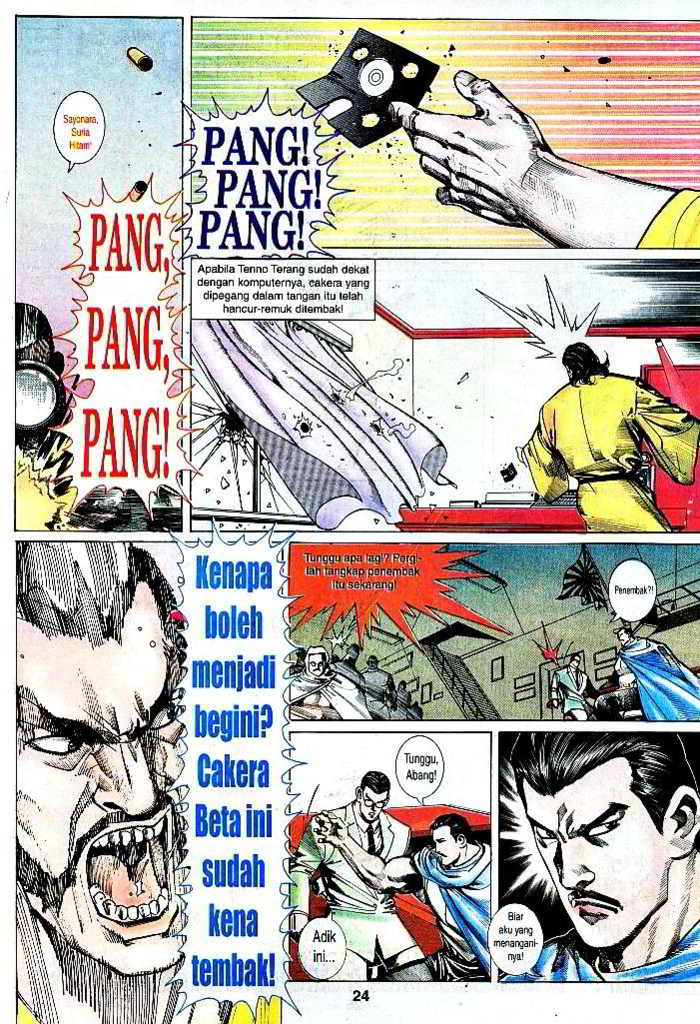 Sayonara,
Suria
Hitam!
PANG,
PANG,
PANG!
PANG!
PANG!
PANG!
Apabila Tenno Terang sudah dekat
dengan komputernya, cakera yang
dipegang dalam tangan itu telah
hancur-remuk ditembak!
Kenapa
boleh
menjadi
begini?
Cakera
Beta ini
sudah
kena
tembak!
Tunggu apa lagi? Pergi-
lah tangkap penembak
itu sekarang!
Penembak?!
Tunggu,
Abang!
Adik
ini...
Biar
aku yang
menangani-
nya!
24